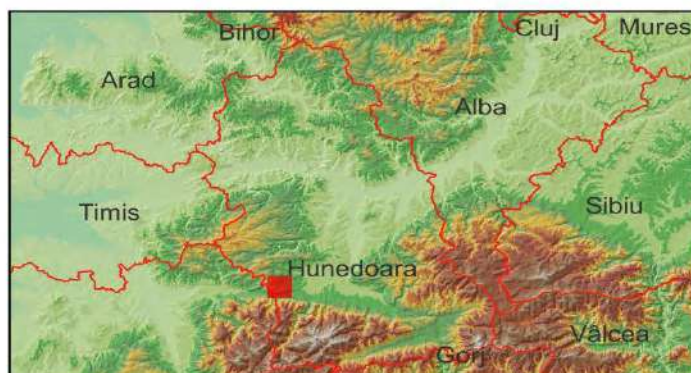 Bihor
Cluj
Mures
Arad
Alba
Timis
Sibiu
Hunedoara
Vâlcea
Gorj